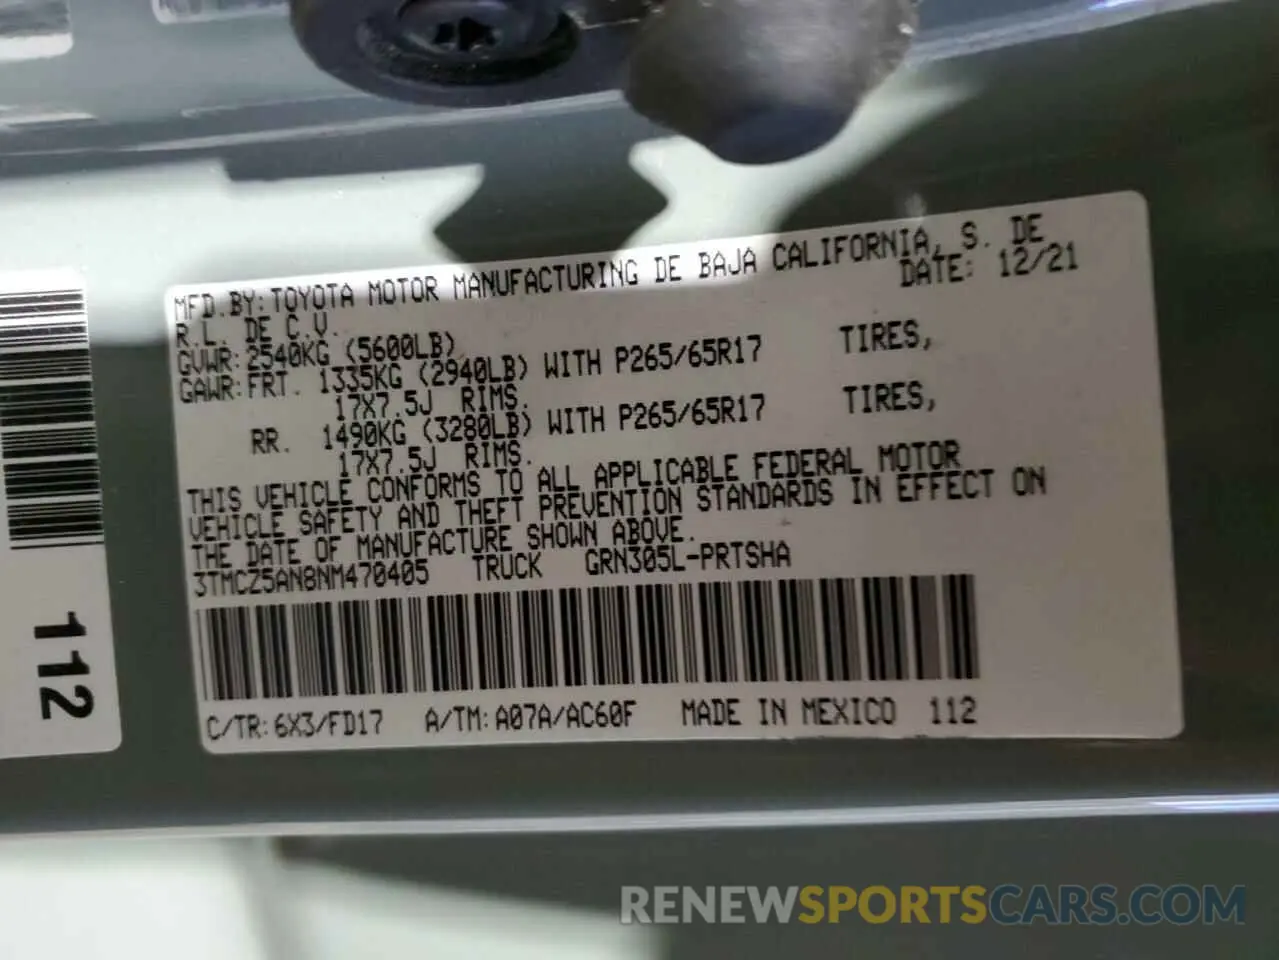 MFD.BY:TOYOTA MOTOR MANUFACTURING DE BAJA CALIFORNIA, S. DE
R.L. DE C.V. DATE: 12/21
GVWR:2540KG (5600LB)
GAWR:FRT. 1335KG (2940LB) WITH P265/65R17 TIRES,
17X7.5J RIMS.
RR. 1490KG (3280LB) WITH P265/65R17 TIRES,
17X7.5J RIMS.
THIS VEHICLE CONFORMS TO ALL APPLICABLE FEDERAL MOTOR
VEHICLE SAFETY AND THEFT PREVENTION STANDARDS IN EFFECT ON
THE DATE OF MANUFACTURE SHOWN ABOVE.
3TMCZ5AN8NM470405 TRUCK GRN305L-PRTSHA
C/TR:6X3/FD17 A/TM:A07A/AC60F MADE IN MEXICO 112
112
RENEWSPORTSCARS.COM